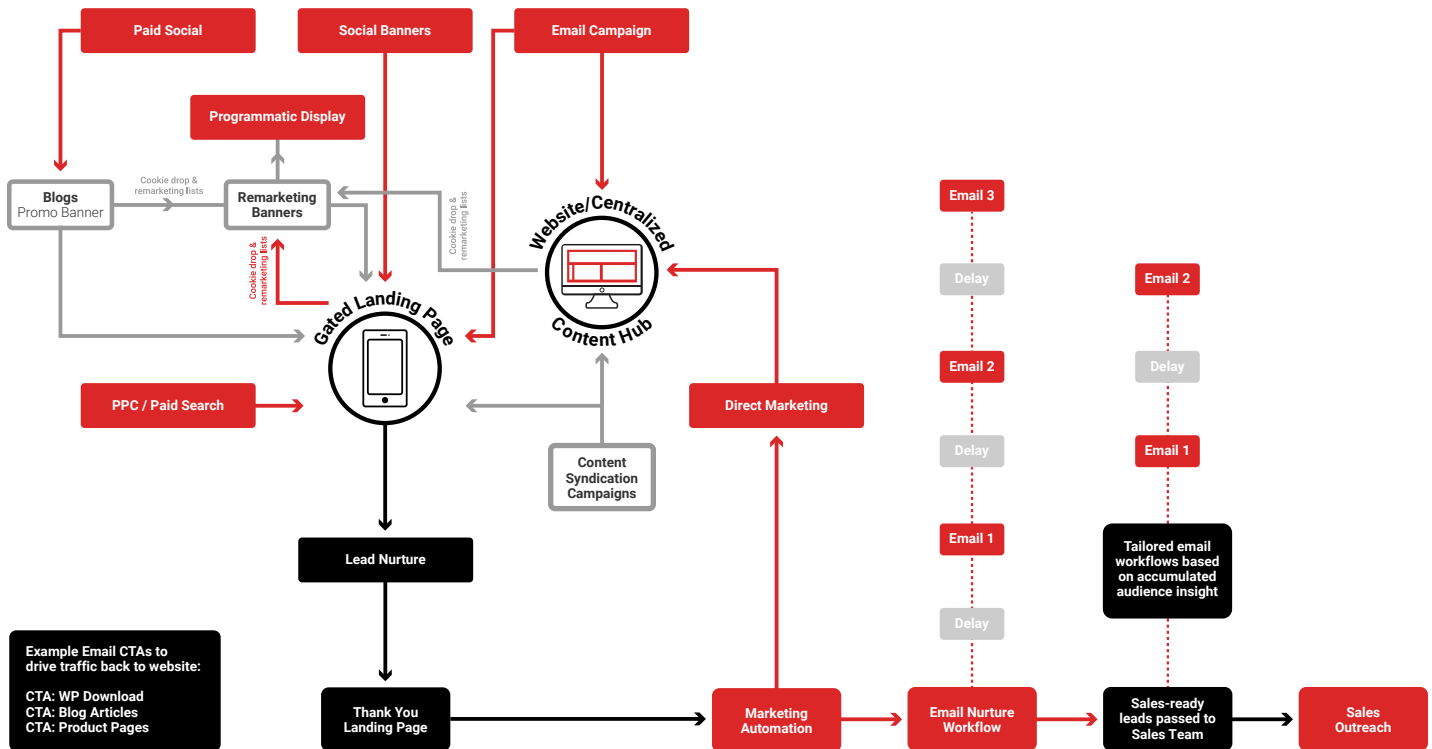 Paid Social
Social Banners
Email Campaign
Programmatic Display
Cookie drop &
remarketing lists
Blogs
Promo Banner
Remarketing
Banners
Cookie drop &
remarketing lists
Cookie drop &
remarketing lists
Website/Centralized
Content Hub
Gated Landing Page
PPC / Paid Search
Content
Syndication
Campaigns
Direct Marketing
Email 3
Delay
Email 2
Delay
Email 1
Delay
Email 2
Delay
Email 1
Tailored email
workflows based
on accumulated
audience insight
Lead Nurture
Example Email CTAs to
drive traffic back to website:
CTA: WP Download
CTA: Blog Articles
CTA: Product Pages
Thank You
Landing Page
Marketing
Automation
Email Nurture
Workflow
Sales-ready
leads passed to
Sales Team
Sales
Outreach